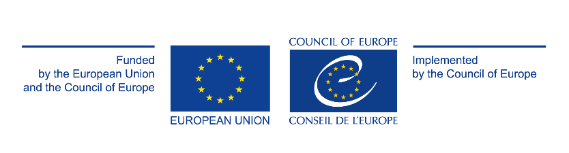 Funded
by the European Union
and the Council of Europe
EUROPEAN UNION
COUNCIL OF EUROPE
CONSEIL DE L'EUROPE
Implemented
by the Council of Europe